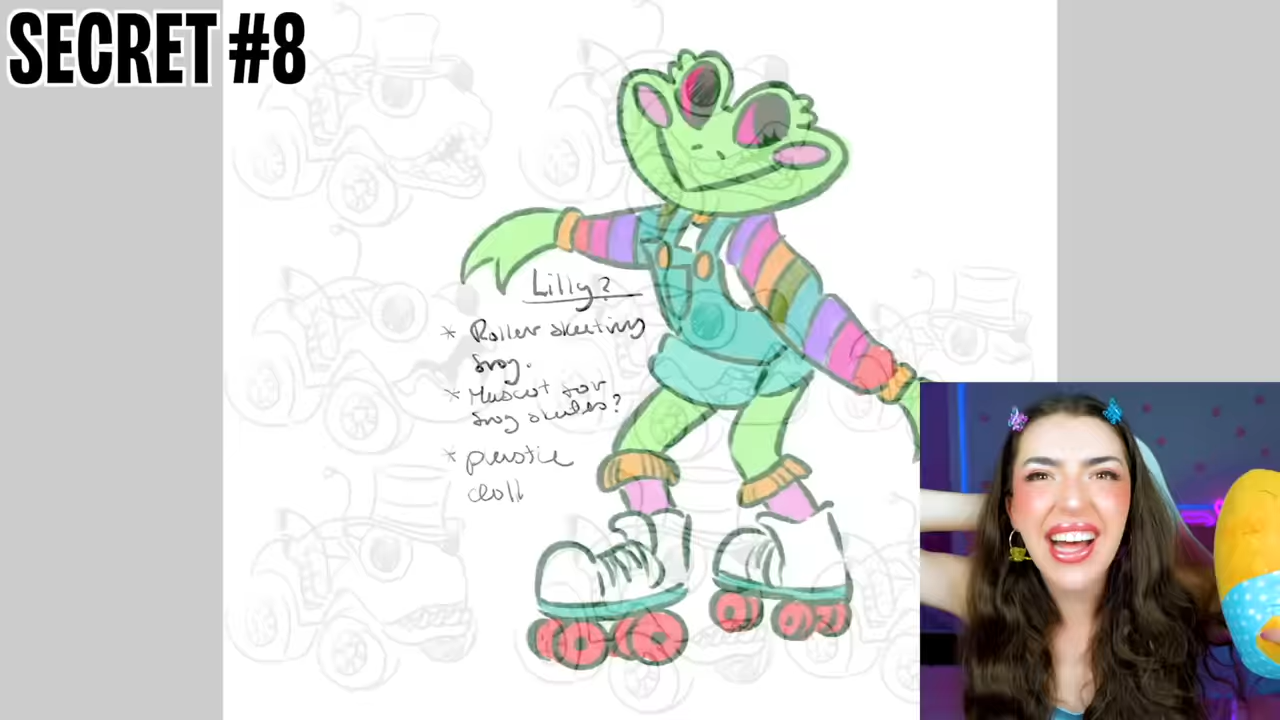 SECRET #8
Lilly?
* Roller skating
frog.
* Mascot for
frog skates?
* plastic
doll